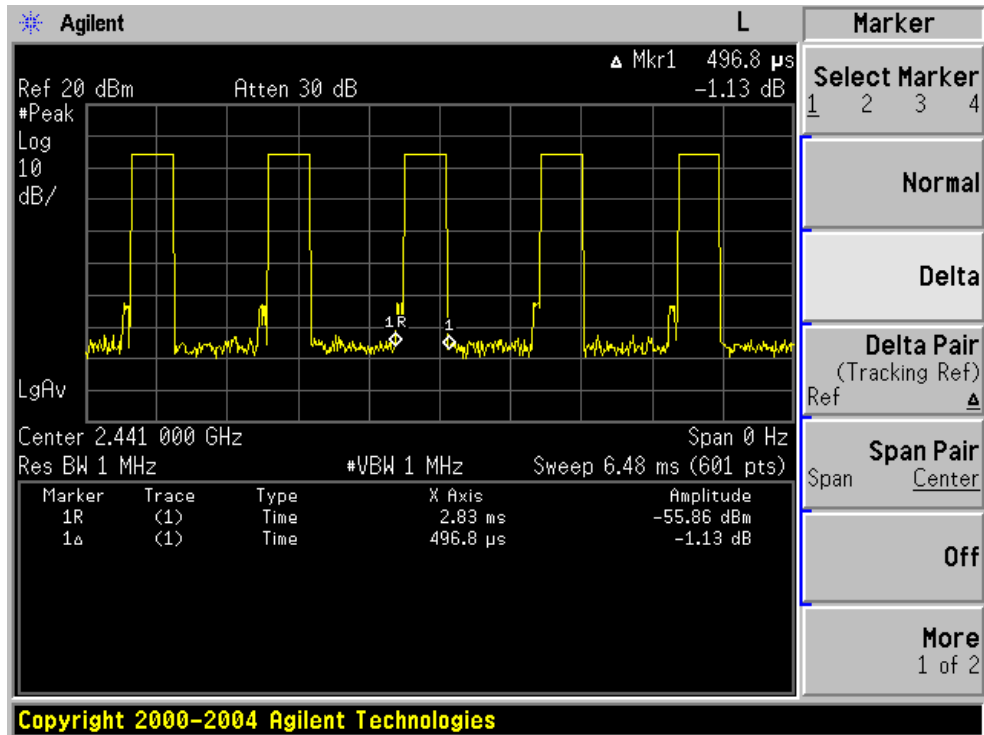 Agilent L
Δ Mkr1 496.8 µs
Ref 20 dBm Atten 30 dB -1.13 dB
#Peak
Log
10
dB/
1R 1
LgAv
Center 2.441 000 GHz Span 0 Hz
Res BW 1 MHz #VBW 1 MHz Sweep 6.48 ms (601 pts)
Marker Trace Type X Axis Amplitude
1R (1) Time 2.83 ms -55.86 dBm
1Δ (1) Time 496.8 µs -1.13 dB
Copyright 2000-2004 Agilent Technologies
Marker
Select Marker
1 2 3 4
Normal
Delta
Delta Pair
(Tracking Ref)
Ref Δ
Span Pair
Span Center
Off
More
1 of 2